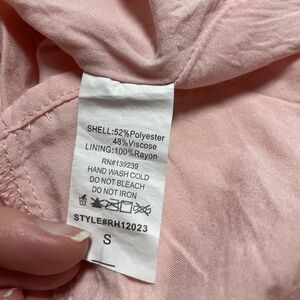 SHELL:52%Polyester
48%Viscose
LINING:100%Rayon
RN#139239
HAND WASH COLD
DO NOT BLEACH
DO NOT IRON
STYLE#RH12023
S